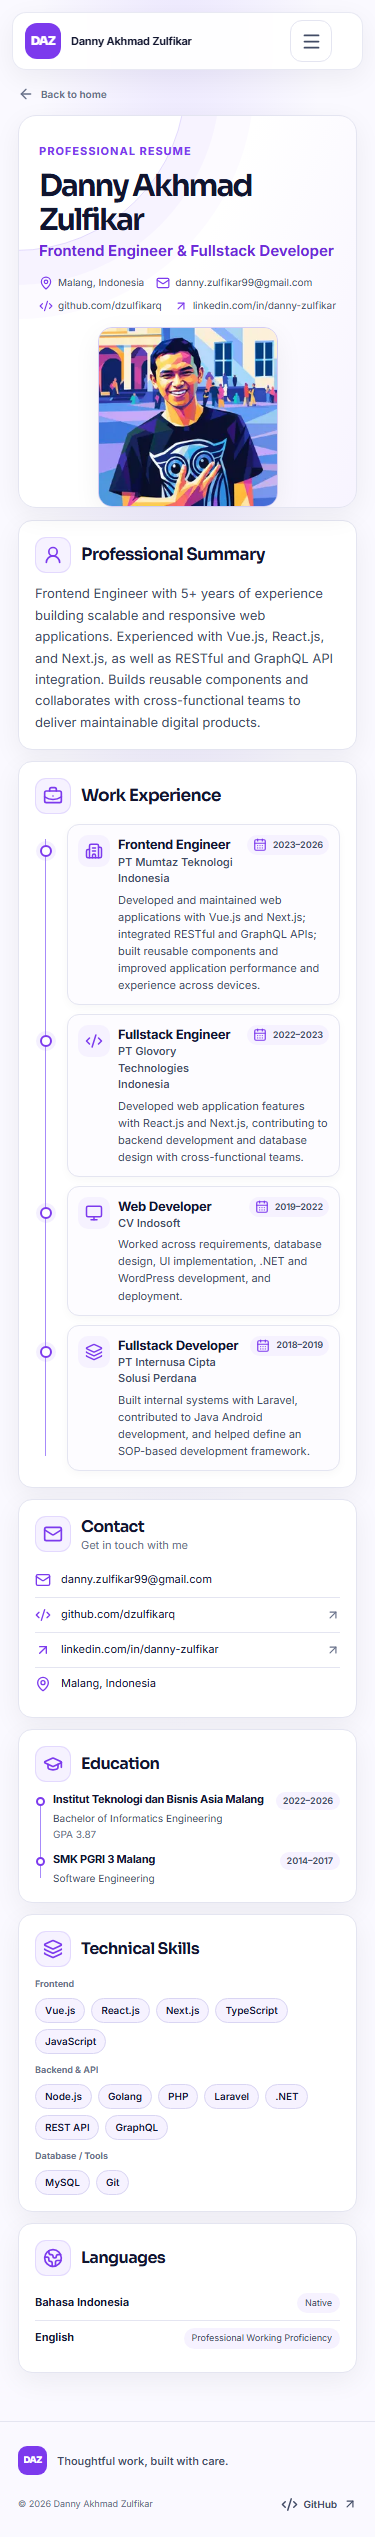 DAZ Danny Akhmad Zulfikar
Back to home
PROFESSIONAL RESUME
Danny Akhmad
Zulfikar
Frontend Engineer & Fullstack Developer
Malang, Indonesia danny.zulfikar99@gmail.com
github.com/dzulfikarq linkedin.com/in/danny-zulfikar
Professional Summary
Frontend Engineer with 5+ years of experience
building scalable and responsive web
applications. Experienced with Vue.js, React.js,
and Next.js, as well as RESTful and GraphQL API
integration. Builds reusable components and
collaborates with cross-functional teams to
deliver maintainable digital products.
Work Experience
Frontend Engineer 2023–2026
PT Mumtaz Teknologi
Indonesia
Developed and maintained web
applications with Vue.js and Next.js;
integrated RESTful and GraphQL APIs;
built reusable components and
improved application performance and
experience across devices.
Fullstack Engineer 2022–2023
PT Glovory
Technologies
Indonesia
Developed web application features
with React.js and Next.js, contributing to
backend development and database
design with cross-functional teams.
Web Developer 2019–2022
CV Indosoft
Worked across requirements, database
design, UI implementation, .NET and
WordPress development, and
deployment.
Fullstack Developer 2018–2019
PT Internusa Cipta
Solusi Perdana
Built internal systems with Laravel,
contributed to Java Android
development, and helped define an
SOP-based development framework.
Contact
Get in touch with me
danny.zulfikar99@gmail.com
github.com/dzulfikarq
linkedin.com/in/danny-zulfikar
Malang, Indonesia
Education
Institut Teknologi dan Bisnis Asia Malang 2022–2026
Bachelor of Informatics Engineering
GPA 3.87
SMK PGRI 3 Malang 2014–2017
Software Engineering
Technical Skills
Frontend
Vue.js React.js Next.js TypeScript
JavaScript
Backend & API
Node.js Golang PHP Laravel .NET
REST API GraphQL
Database / Tools
MySQL Git
Languages
Bahasa Indonesia Native
English Professional Working Proficiency
DAZ Thoughtful work, built with care.
© 2026 Danny Akhmad Zulfikar GitHub